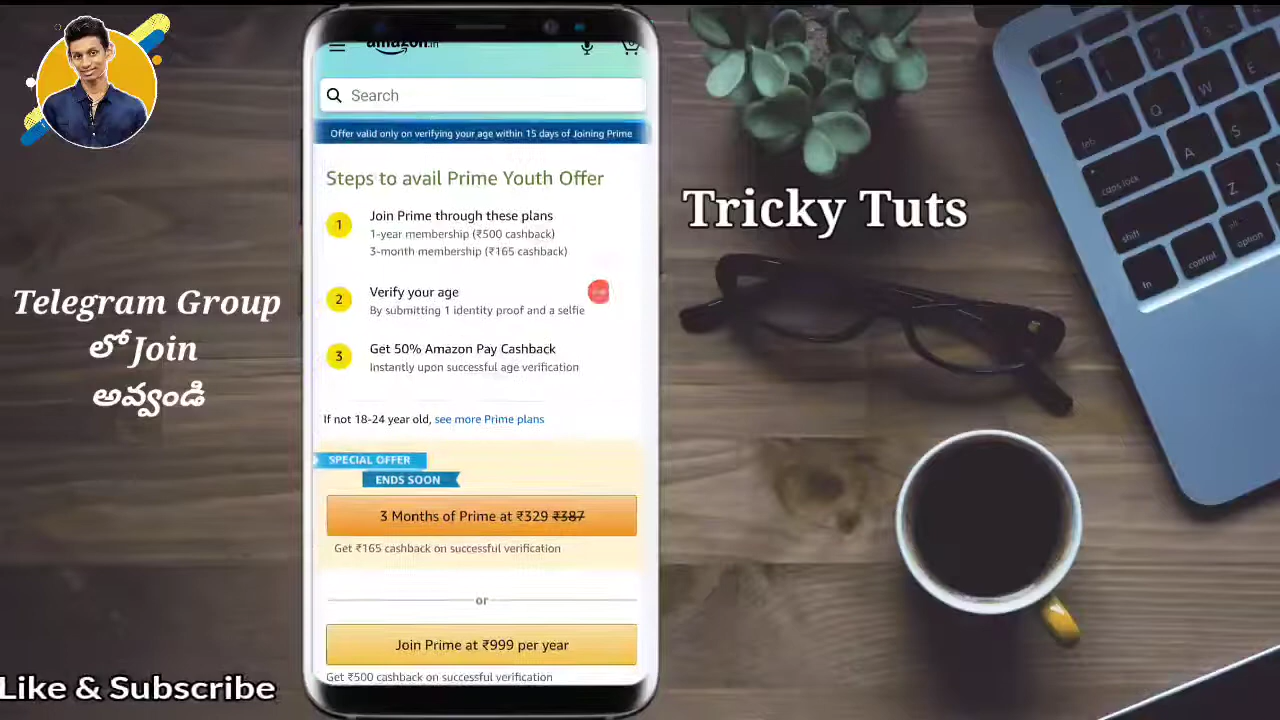 amazon.in
Search
Offer valid only on verifying your age within 15 days of Joining Prime
Steps to avail Prime Youth Offer
1
Join Prime through these plans
1-year membership (₹500 cashback)
3-month membership (₹165 cashback)
2
Verify your age
By submitting 1 identity proof and a selfie
3
Get 50% Amazon Pay Cashback
Instantly upon successful age verification
If not 18-24 year old, see more Prime plans
SPECIAL OFFER
ENDS SOON
3 Months of Prime at ₹329 ₹387
Get ₹165 cashback on successful verification
or
Join Prime at ₹999 per year
Get ₹500 cashback on successful verification
Tricky Tuts
Telegram Group
లో Join
అవ్వండి
Like & Subscribe
Q
W
E
A
S
Z
caps lock
shift
control
option